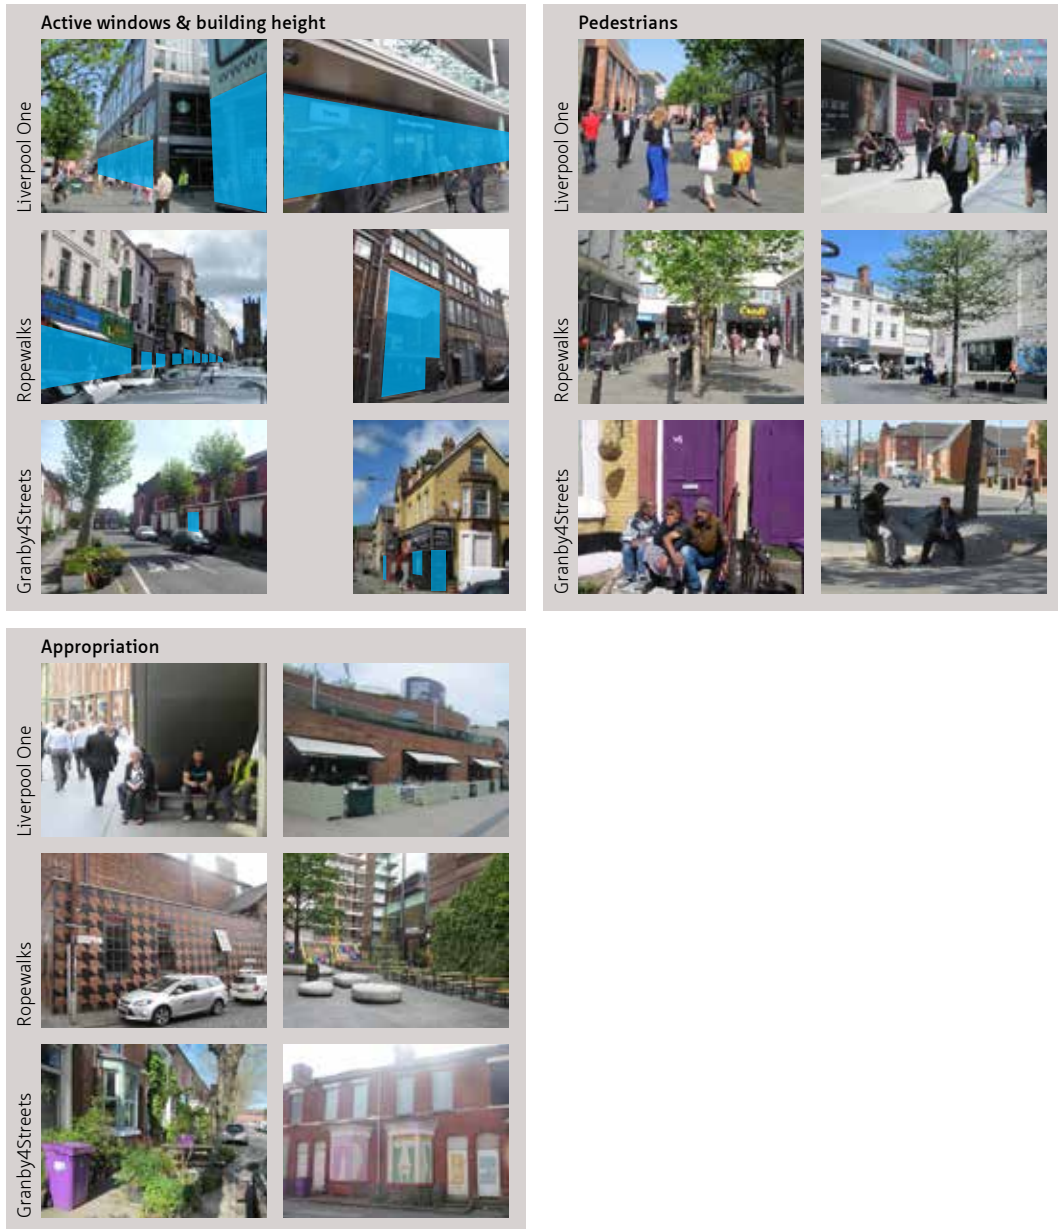 Active windows & building height
Liverpool One
Ropewalks
Granby4Streets
Pedestrians
Liverpool One
Ropewalks
Granby4Streets
Appropriation
Liverpool One
Ropewalks
Granby4Streets